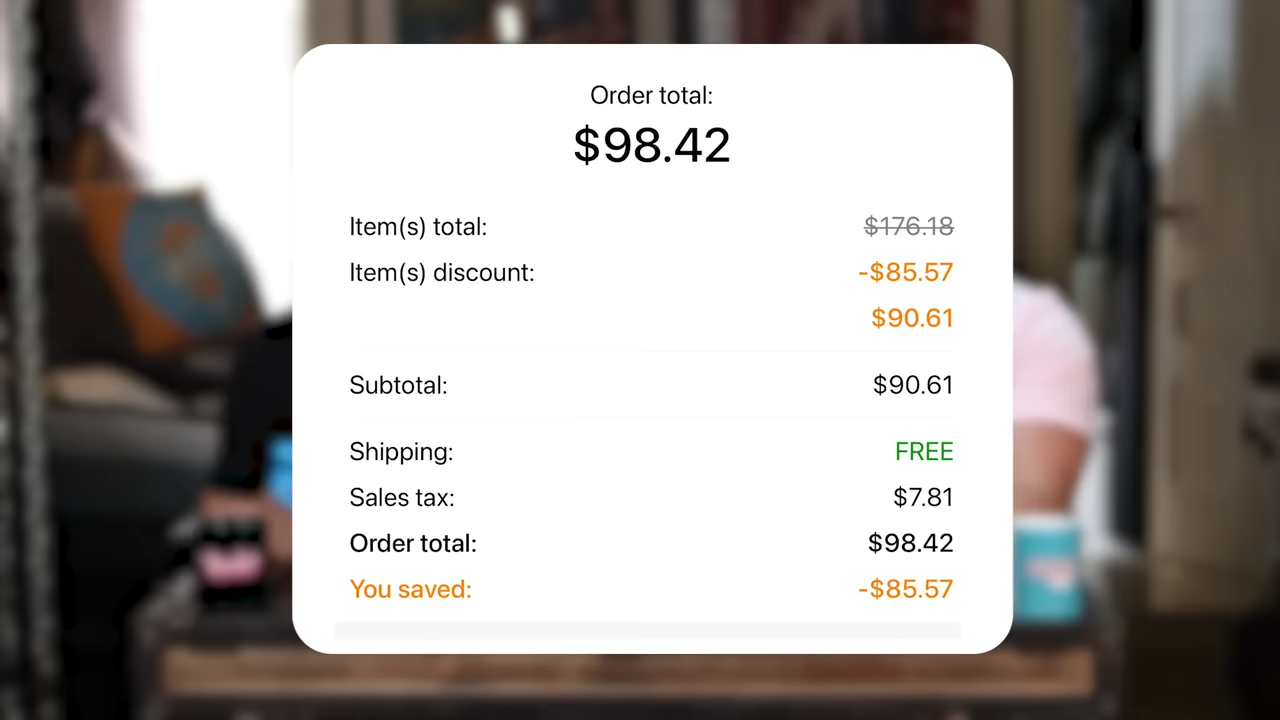 Order total:
$98.42
Item(s) total: $176.18
Item(s) discount: -$85.57
$90.61
Subtotal: $90.61
Shipping: FREE
Sales tax: $7.81
Order total: $98.42
You saved: -$85.57